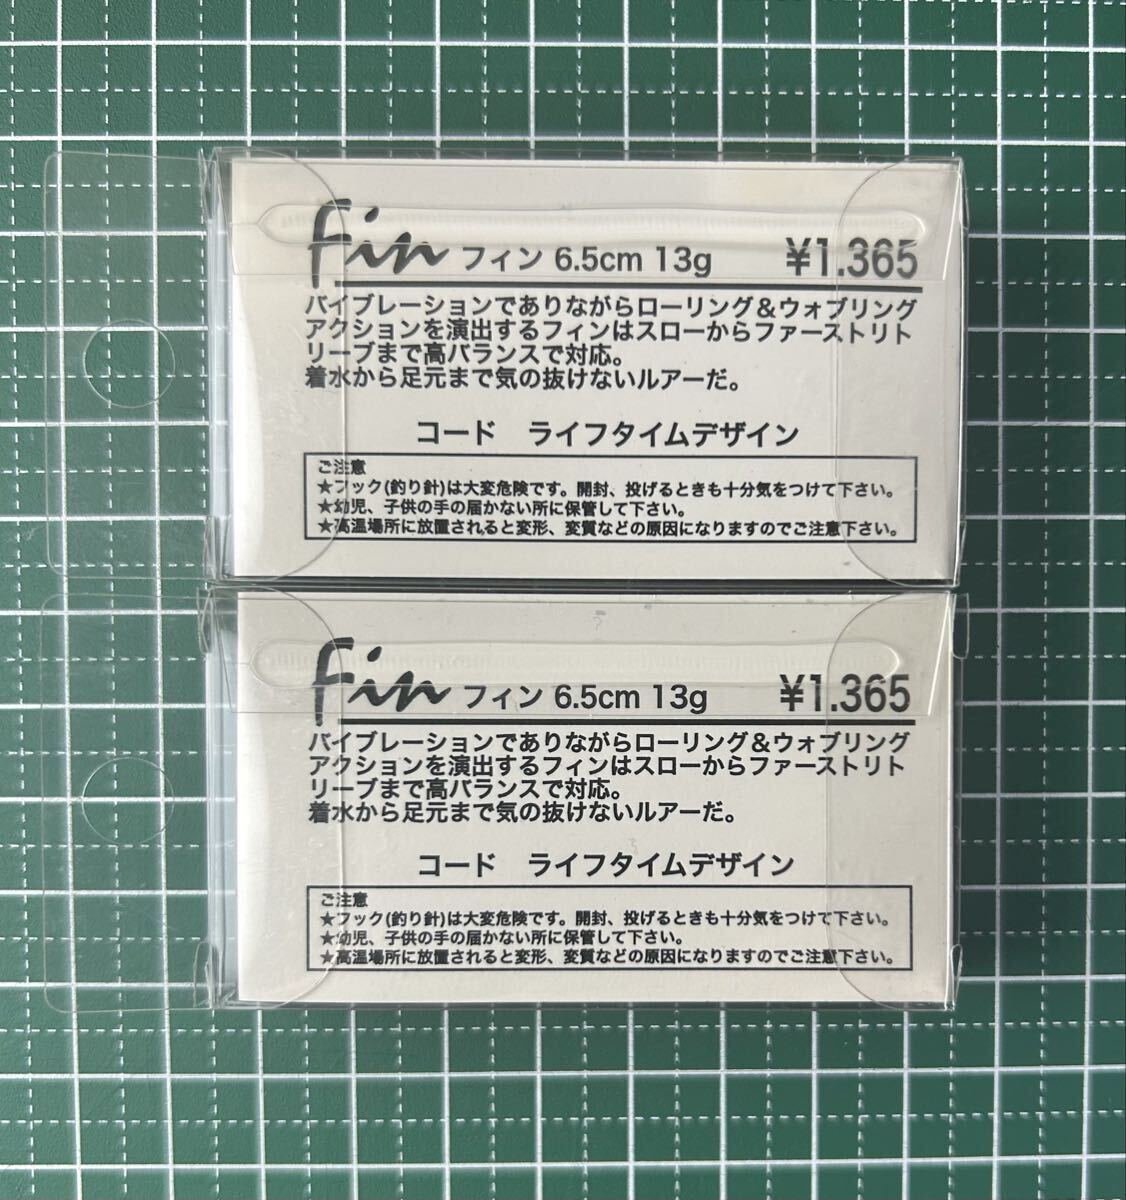 Fin フィン 6.5cm 13g ¥1.365
バイブレーションでありながらローリング&ウォブリング
アクションを演出するフィンはスローからファーストリト
リーブまで高バランスで対応。
着水から足元まで気の抜けないルアーだ。
コード　ライフタイムデザイン
ご注意
★フック(釣り針)は大変危険です。開封、投げるときも十分気をつけて下さい。
★幼児、子供の手の届かない所に保管して下さい。
★高温場所に放置されると変形、変質などの原因になりますのでご注意下さい。
Fin フィン 6.5cm 13g ¥1.365
バイブレーションでありながらローリング&ウォブリング
アクションを演出するフィンはスローからファーストリト
リーブまで高バランスで対応。
着水から足元まで気の抜けないルアーだ。
コード　ライフタイムデザイン
ご注意
★フック(釣り針)は大変危険です。開封、投げるときも十分気をつけて下さい。
★幼児、子供の手の届かない所に保管して下さい。
★高温場所に放置されると変形、変質などの原因になりますのでご注意下さい。